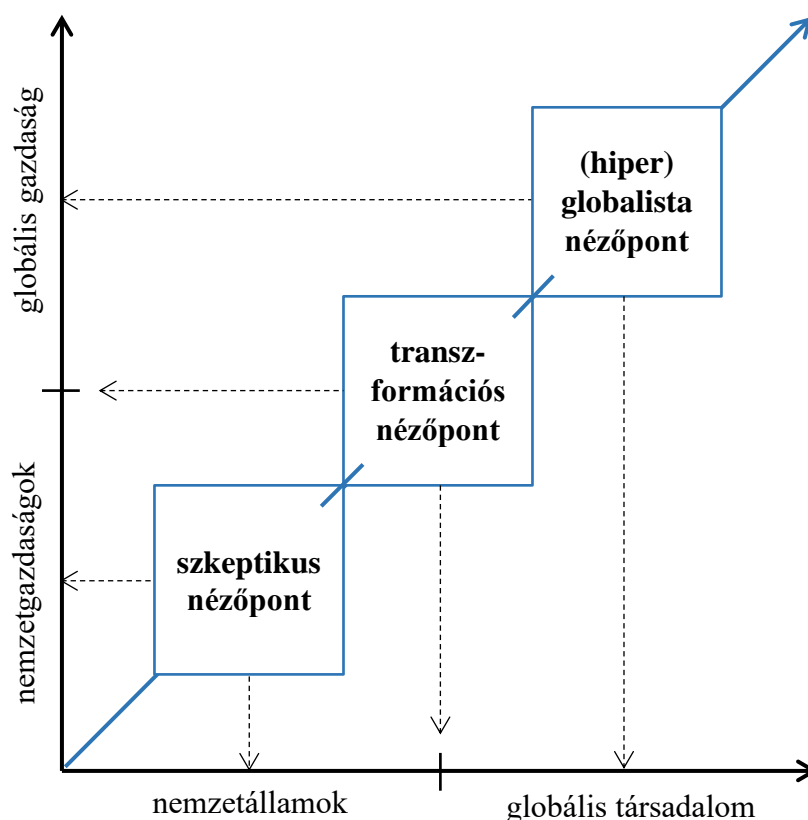 globális gazdaság
(hiper)
globalista
nézőpont
transz-
formációs
nézőpont
nemzetgazdaságok
szkeptikus
nézőpont
nemzetállamok
globális társadalom